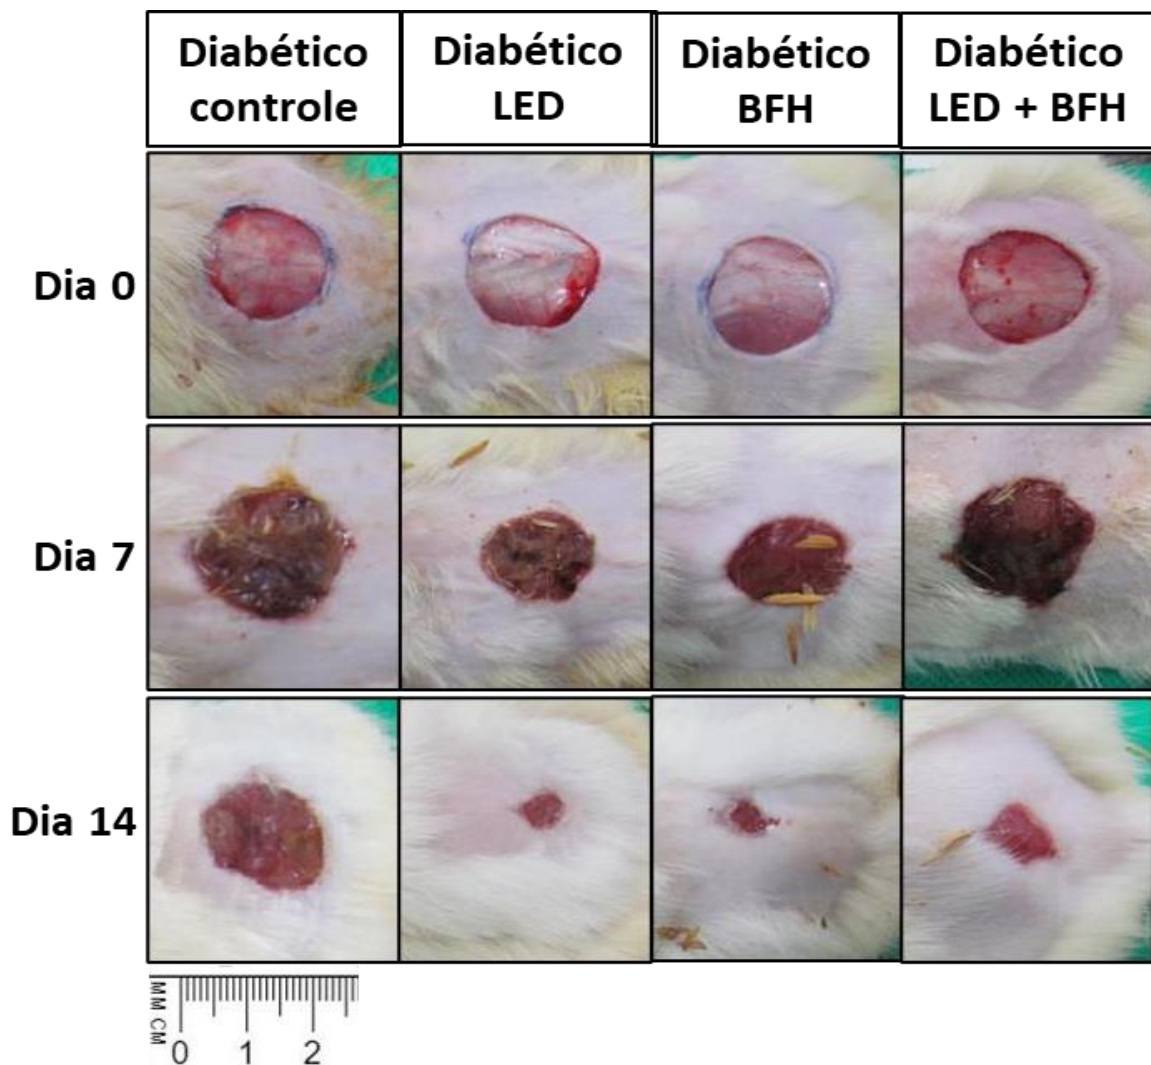 Diabético
controle
Diabético
LED
Diabético
BFH
Diabético
LED + BFH
Dia 0
Dia 7
Dia 14
MM CM
0 1 2